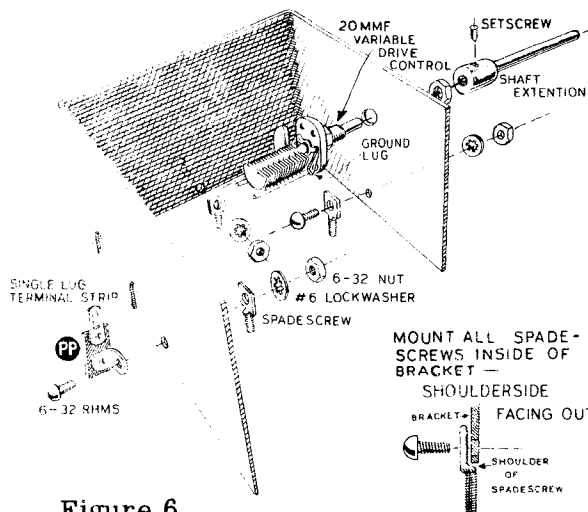 20 MMF
VARIABLE
DRIVE
CONTROL
SETSCREW
SHAFT
EXTENTION
GROUND
LUG
6-32 NUT
#6 LOCKWASHER
SPADESCREW
SINGLE LUG
TERMINAL STRIP
PP
6-32 RHMS
MOUNT ALL SPADE-
SCREWS INSIDE OF
BRACKET —
SHOULDERSIDE
FACING OUT
BRACKET
SHOULDER
OF
SPADESCREW
Figure 6